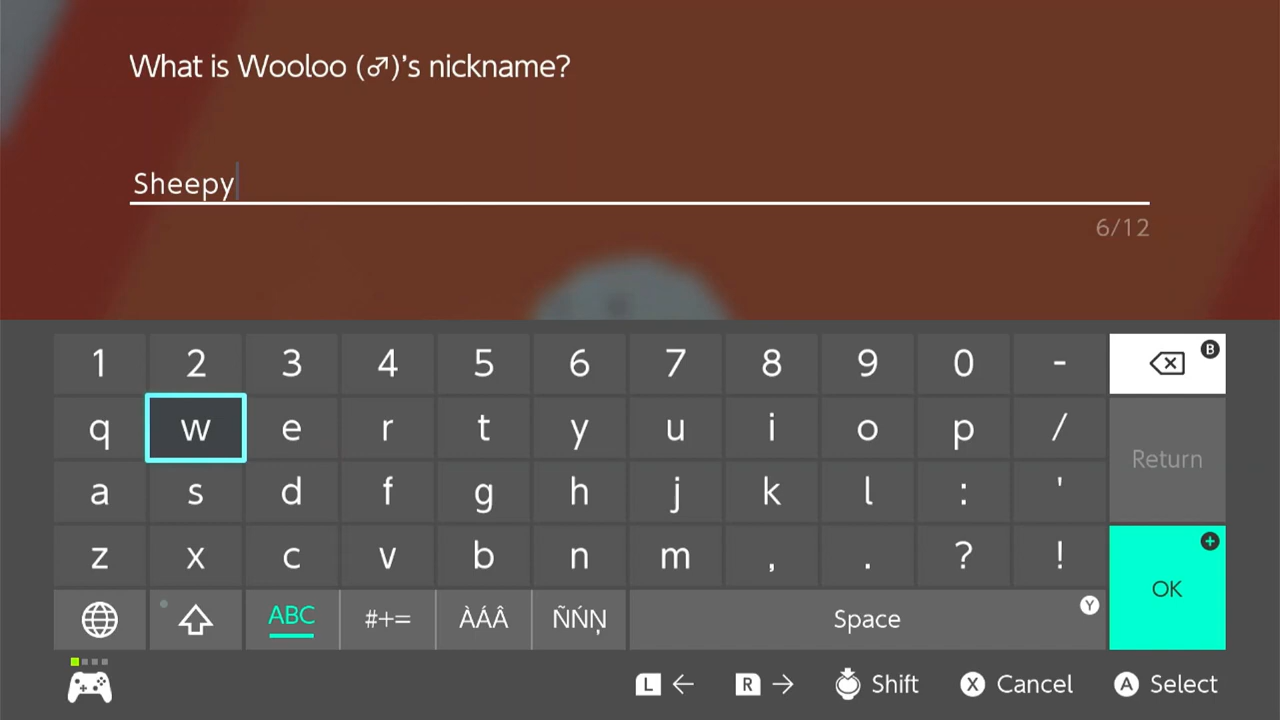 What is Wooloo (♂)'s nickname?
Sheepy
6/12
1 2 3 4 5 6 7 8 9 0 - B
q w e r t y u i o p / Return
a s d f g h j k l : '
z x c v b n m , . ? ! OK +
ABC #+= ÀÁÂ ÑŃŅ Space Y
L ← R → Shift X Cancel A Select